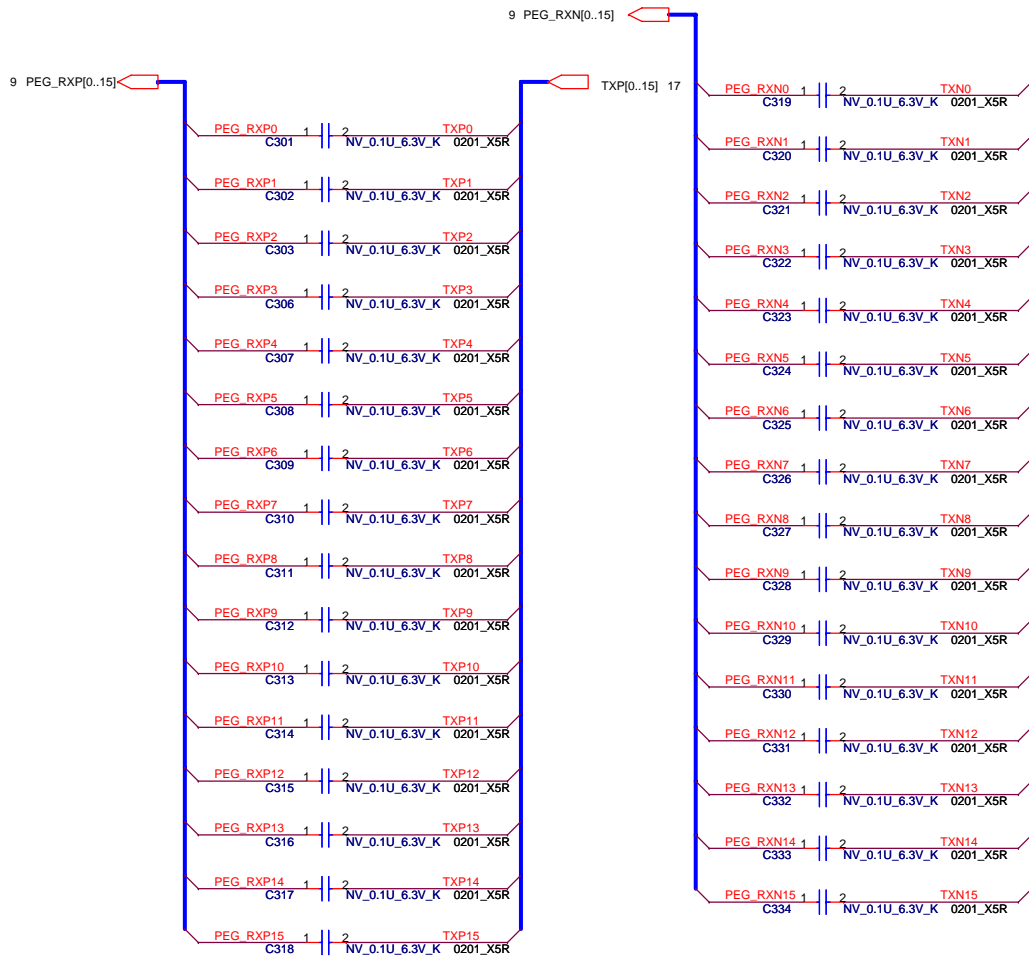 9 PEG_RXP[0..15]
TXP[0..15] 17
PEG_RXP0 1 2 TXP0
C301 NV_0.1U_6.3V_K 0201_X5R
PEG_RXP1 1 2 TXP1
C302 NV_0.1U_6.3V_K 0201_X5R
PEG_RXP2 1 2 TXP2
C303 NV_0.1U_6.3V_K 0201_X5R
PEG_RXP3 1 2 TXP3
C306 NV_0.1U_6.3V_K 0201_X5R
PEG_RXP4 1 2 TXP4
C307 NV_0.1U_6.3V_K 0201_X5R
PEG_RXP5 1 2 TXP5
C308 NV_0.1U_6.3V_K 0201_X5R
PEG_RXP6 1 2 TXP6
C309 NV_0.1U_6.3V_K 0201_X5R
PEG_RXP7 1 2 TXP7
C310 NV_0.1U_6.3V_K 0201_X5R
PEG_RXP8 1 2 TXP8
C311 NV_0.1U_6.3V_K 0201_X5R
PEG_RXP9 1 2 TXP9
C312 NV_0.1U_6.3V_K 0201_X5R
PEG_RXP10 1 2 TXP10
C313 NV_0.1U_6.3V_K 0201_X5R
PEG_RXP11 1 2 TXP11
C314 NV_0.1U_6.3V_K 0201_X5R
PEG_RXP12 1 2 TXP12
C315 NV_0.1U_6.3V_K 0201_X5R
PEG_RXP13 1 2 TXP13
C316 NV_0.1U_6.3V_K 0201_X5R
PEG_RXP14 1 2 TXP14
C317 NV_0.1U_6.3V_K 0201_X5R
PEG_RXP15 1 2 TXP15
C318 NV_0.1U_6.3V_K 0201_X5R
9 PEG_RXN[0..15]
PEG_RXN0 1 2 TXN0
C319 NV_0.1U_6.3V_K 0201_X5R
PEG_RXN1 1 2 TXN1
C320 NV_0.1U_6.3V_K 0201_X5R
PEG_RXN2 1 2 TXN2
C321 NV_0.1U_6.3V_K 0201_X5R
PEG_RXN3 1 2 TXN3
C322 NV_0.1U_6.3V_K 0201_X5R
PEG_RXN4 1 2 TXN4
C323 NV_0.1U_6.3V_K 0201_X5R
PEG_RXN5 1 2 TXN5
C324 NV_0.1U_6.3V_K 0201_X5R
PEG_RXN6 1 2 TXN6
C325 NV_0.1U_6.3V_K 0201_X5R
PEG_RXN7 1 2 TXN7
C326 NV_0.1U_6.3V_K 0201_X5R
PEG_RXN8 1 2 TXN8
C327 NV_0.1U_6.3V_K 0201_X5R
PEG_RXN9 1 2 TXN9
C328 NV_0.1U_6.3V_K 0201_X5R
PEG_RXN10 1 2 TXN10
C329 NV_0.1U_6.3V_K 0201_X5R
PEG_RXN11 1 2 TXN11
C330 NV_0.1U_6.3V_K 0201_X5R
PEG_RXN12 1 2 TXN12
C331 NV_0.1U_6.3V_K 0201_X5R
PEG_RXN13 1 2 TXN13
C332 NV_0.1U_6.3V_K 0201_X5R
PEG_RXN14 1 2 TXN14
C333 NV_0.1U_6.3V_K 0201_X5R
PEG_RXN15 1 2 TXN15
C334 NV_0.1U_6.3V_K 0201_X5R